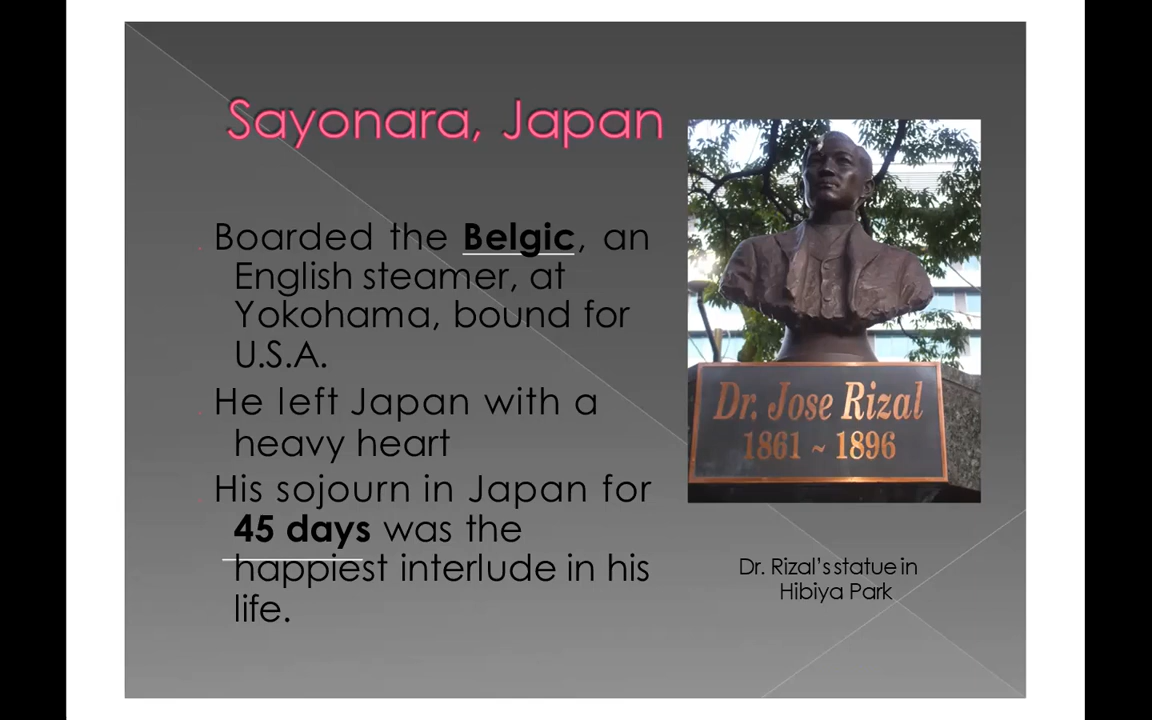 Sayonara, Japan
Boarded the Belgic, an
English steamer, at
Yokohama, bound for
U.S.A.
He left Japan with a
heavy heart
His sojourn in Japan for
45 days was the
happiest interlude in his
life.
Dr. Jose Rizal
1861 ~ 1896
Dr. Rizal's statue in
Hibiya Park